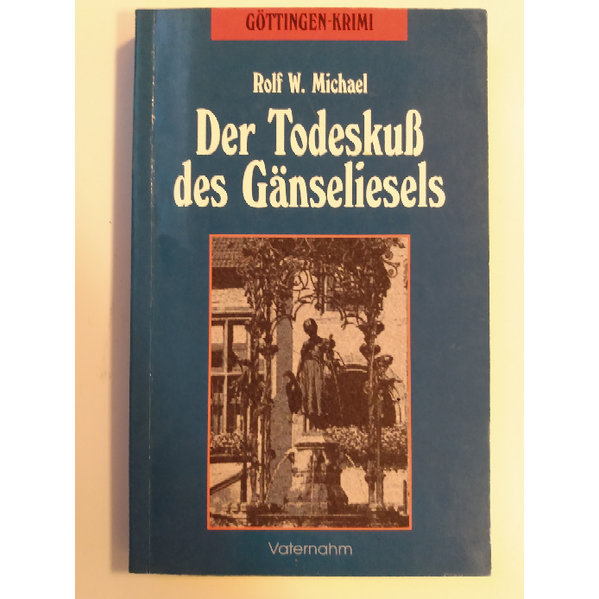 GÖTTINGEN-KRIMI
Rolf W. Michael
Der Todeskuß
des Gänseliesels
Vaternahm